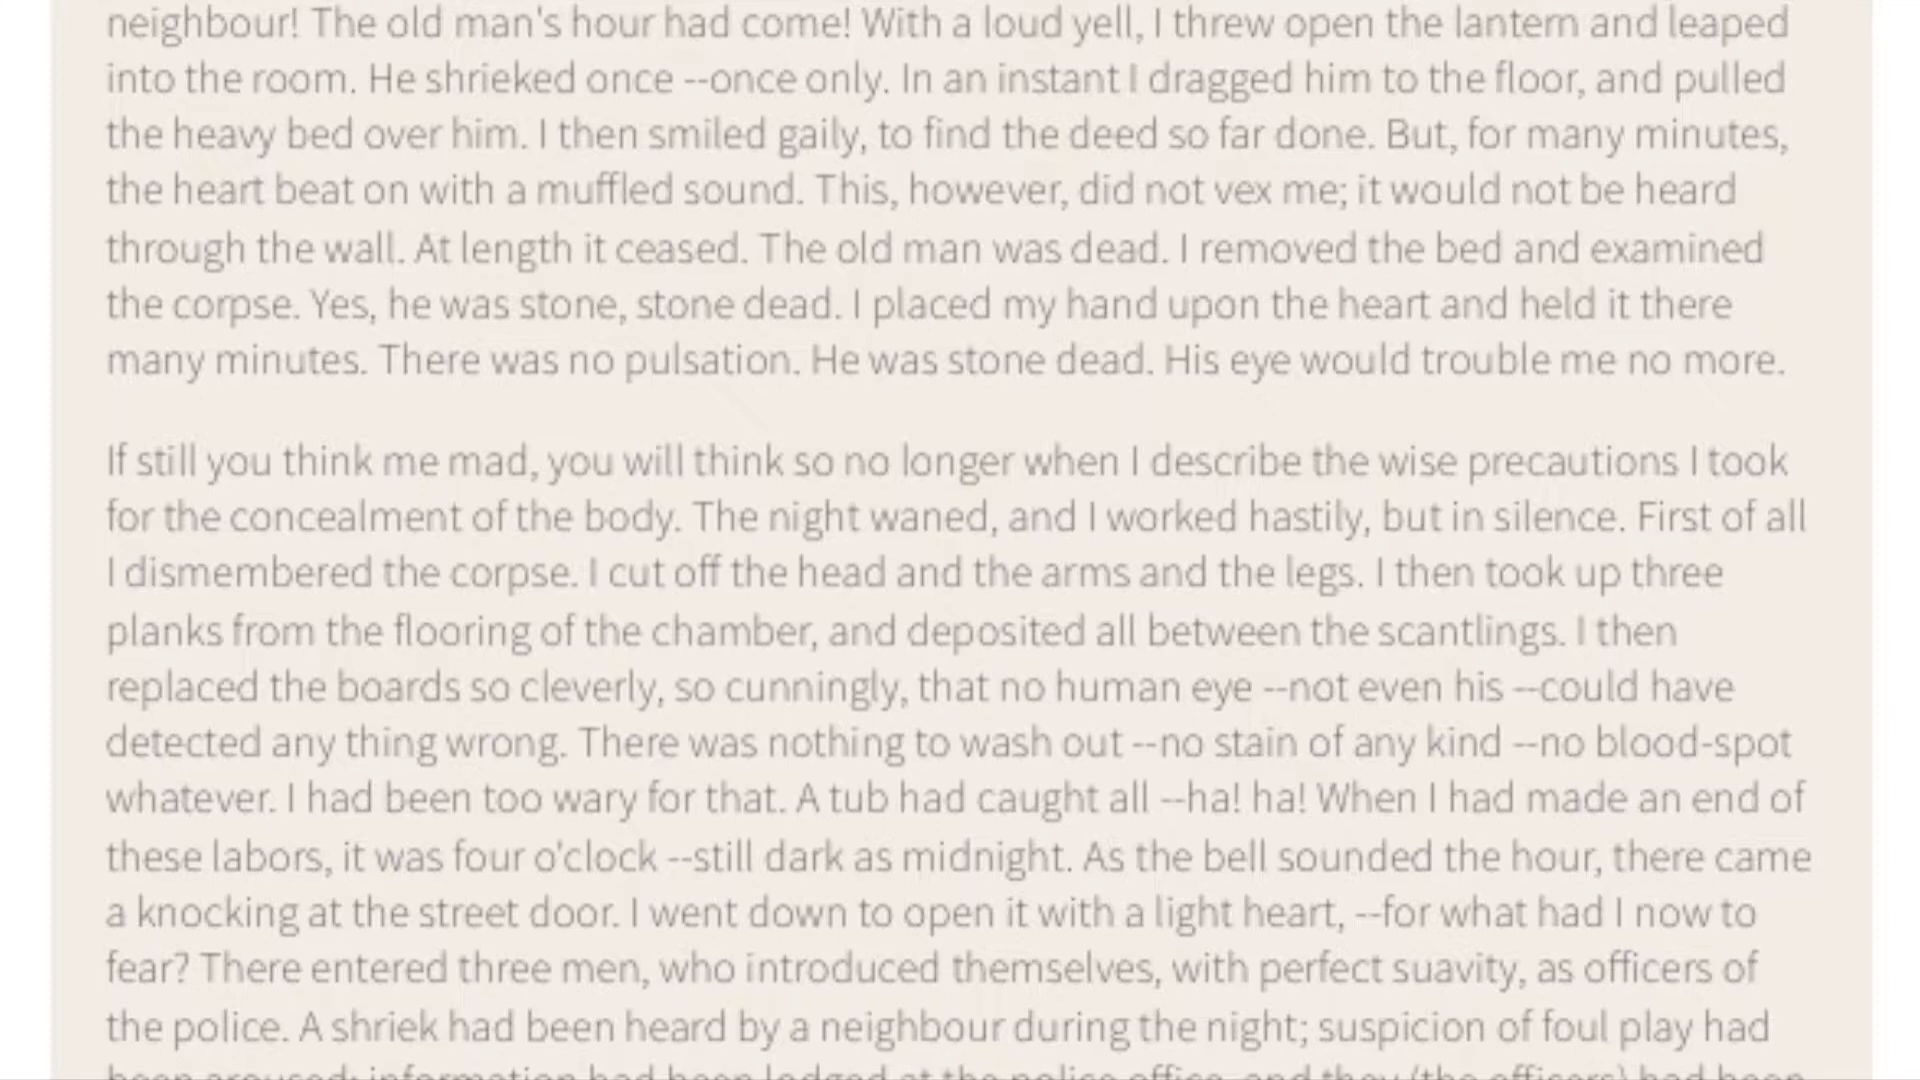 neighbour! The old man's hour had come! With a loud yell, I threw open the lantern and leaped
into the room. He shrieked once --once only. In an instant I dragged him to the floor, and pulled
the heavy bed over him. I then smiled gaily, to find the deed so far done. But, for many minutes,
the heart beat on with a muffled sound. This, however, did not vex me; it would not be heard
through the wall. At length it ceased. The old man was dead. I removed the bed and examined
the corpse. Yes, he was stone, stone dead. I placed my hand upon the heart and held it there
many minutes. There was no pulsation. He was stone dead. His eye would trouble me no more.
If still you think me mad, you will think so no longer when I describe the wise precautions I took
for the concealment of the body. The night waned, and I worked hastily, but in silence. First of all
I dismembered the corpse. I cut off the head and the arms and the legs. I then took up three
planks from the flooring of the chamber, and deposited all between the scantlings. I then
replaced the boards so cleverly, so cunningly, that no human eye --not even his --could have
detected any thing wrong. There was nothing to wash out --no stain of any kind --no blood-spot
whatever. I had been too wary for that. A tub had caught all --ha! ha! When I had made an end of
these labors, it was four o'clock --still dark as midnight. As the bell sounded the hour, there came
a knocking at the street door. I went down to open it with a light heart, --for what had I now to
fear? There entered three men, who introduced themselves, with perfect suavity, as officers of
the police. A shriek had been heard by a neighbour during the night; suspicion of foul play had
been aroused; information had been lodged at the police office, and they (the officers) had been